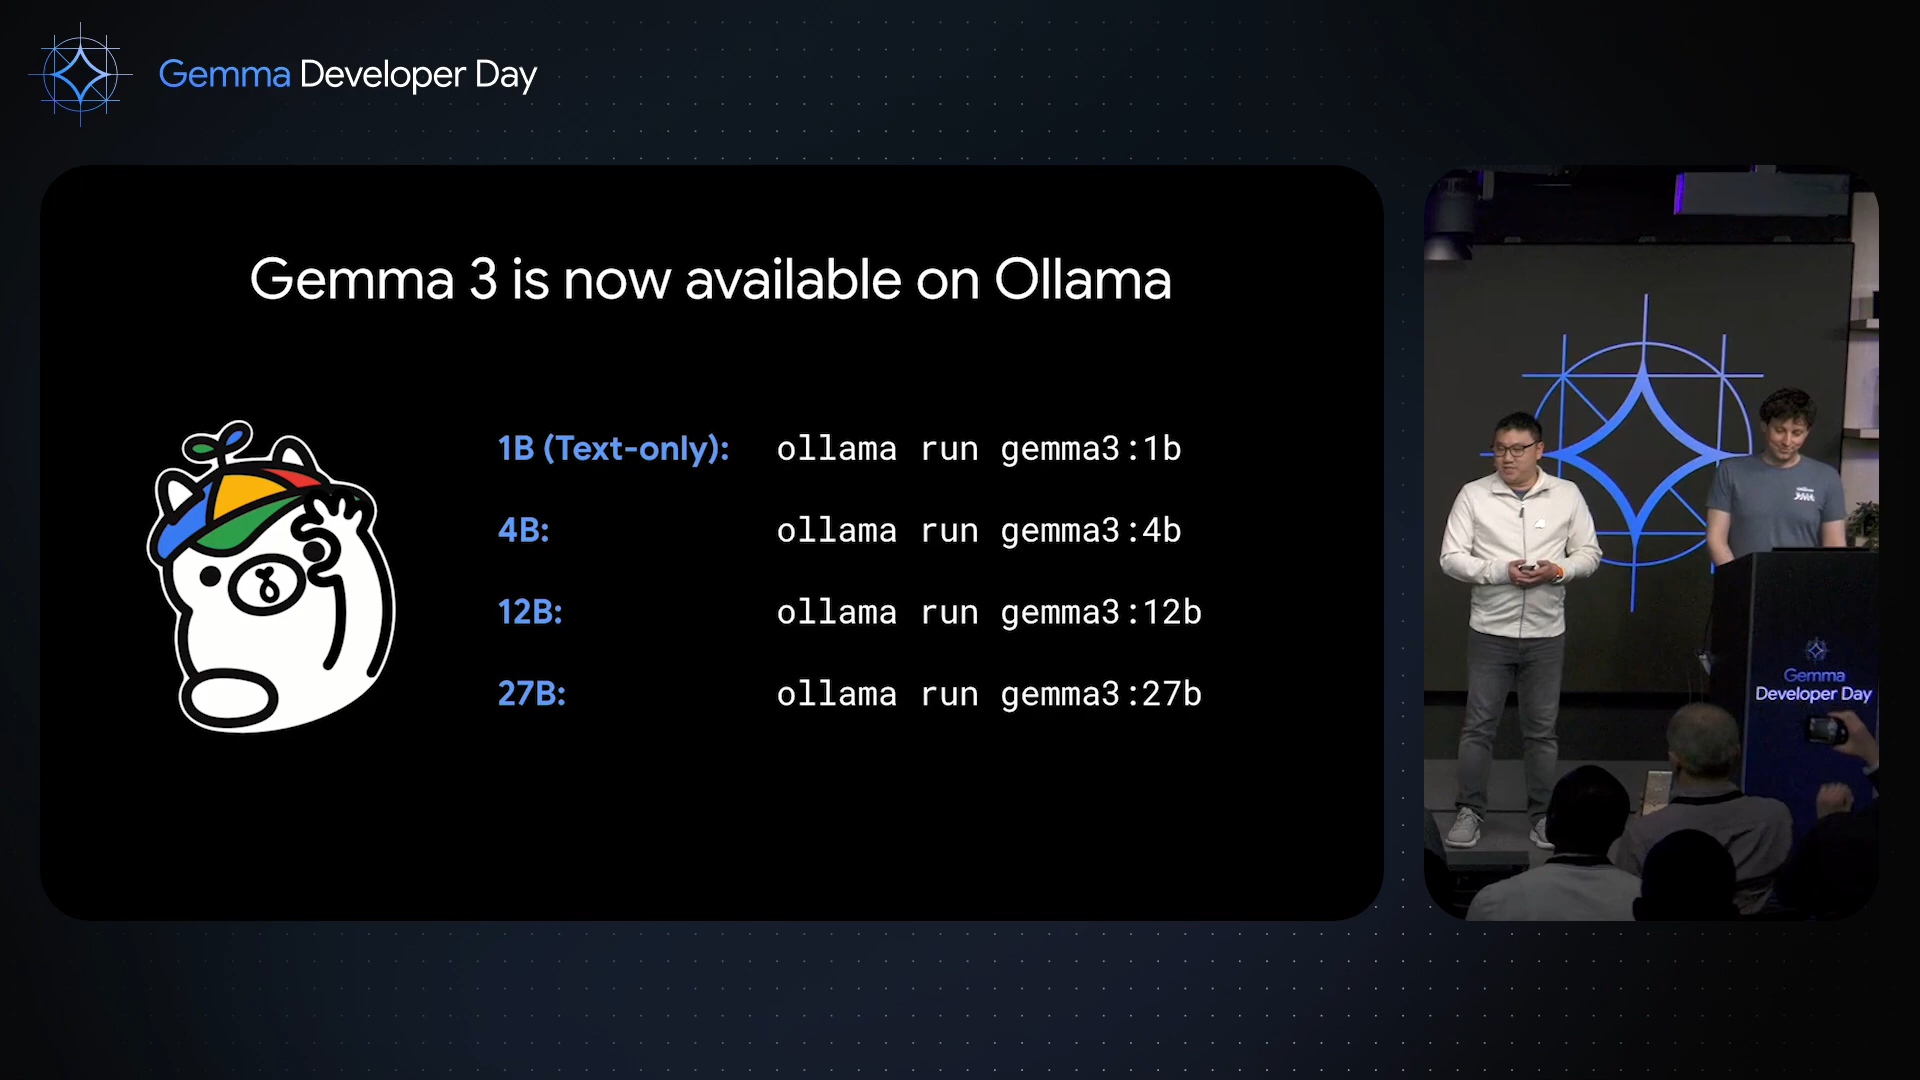 Gemma Developer Day
Gemma 3 is now available on Ollama
1B (Text-only): ollama run gemma3:1b
4B: ollama run gemma3:4b
12B: ollama run gemma3:12b
27B: ollama run gemma3:27b
Gemma
Developer Day